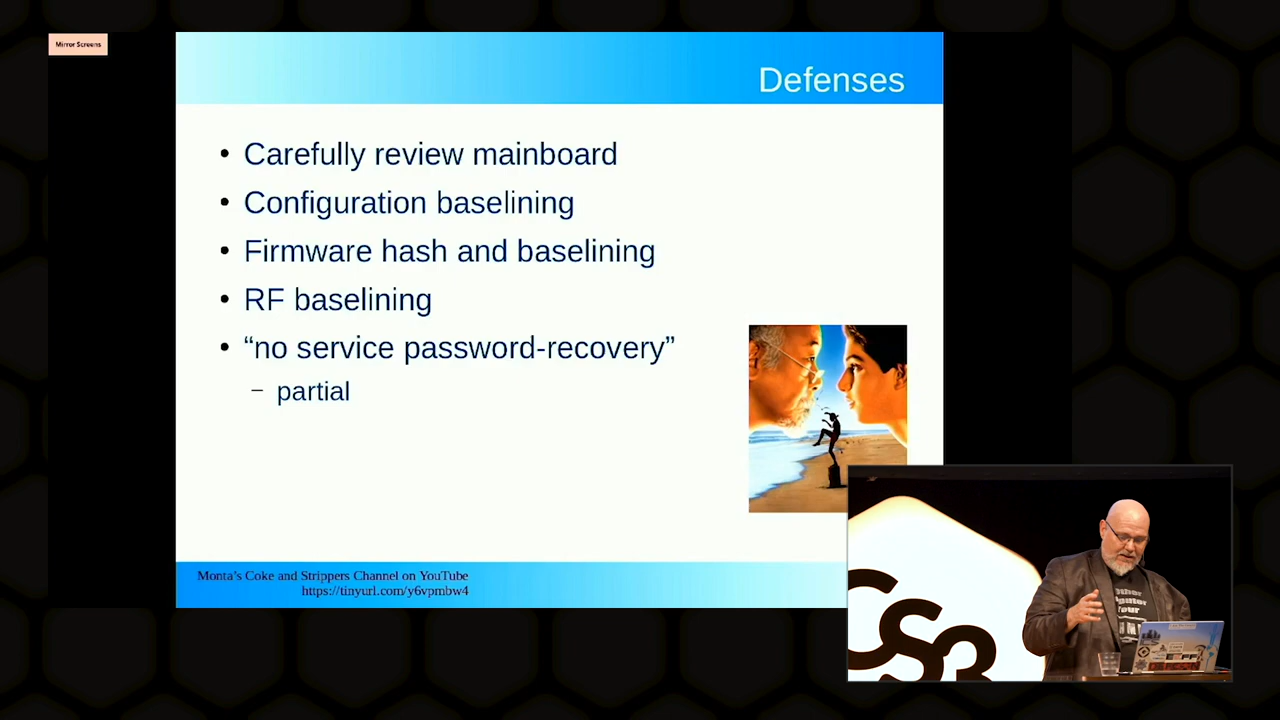 Mirror Screens
Defenses
Carefully review mainboard
Configuration baselining
Firmware hash and baselining
RF baselining
“no service password-recovery”
– partial
Monta's Coke and Strippers Channel on YouTube
https://tinyurl.com/y6vpmbw4
CS3